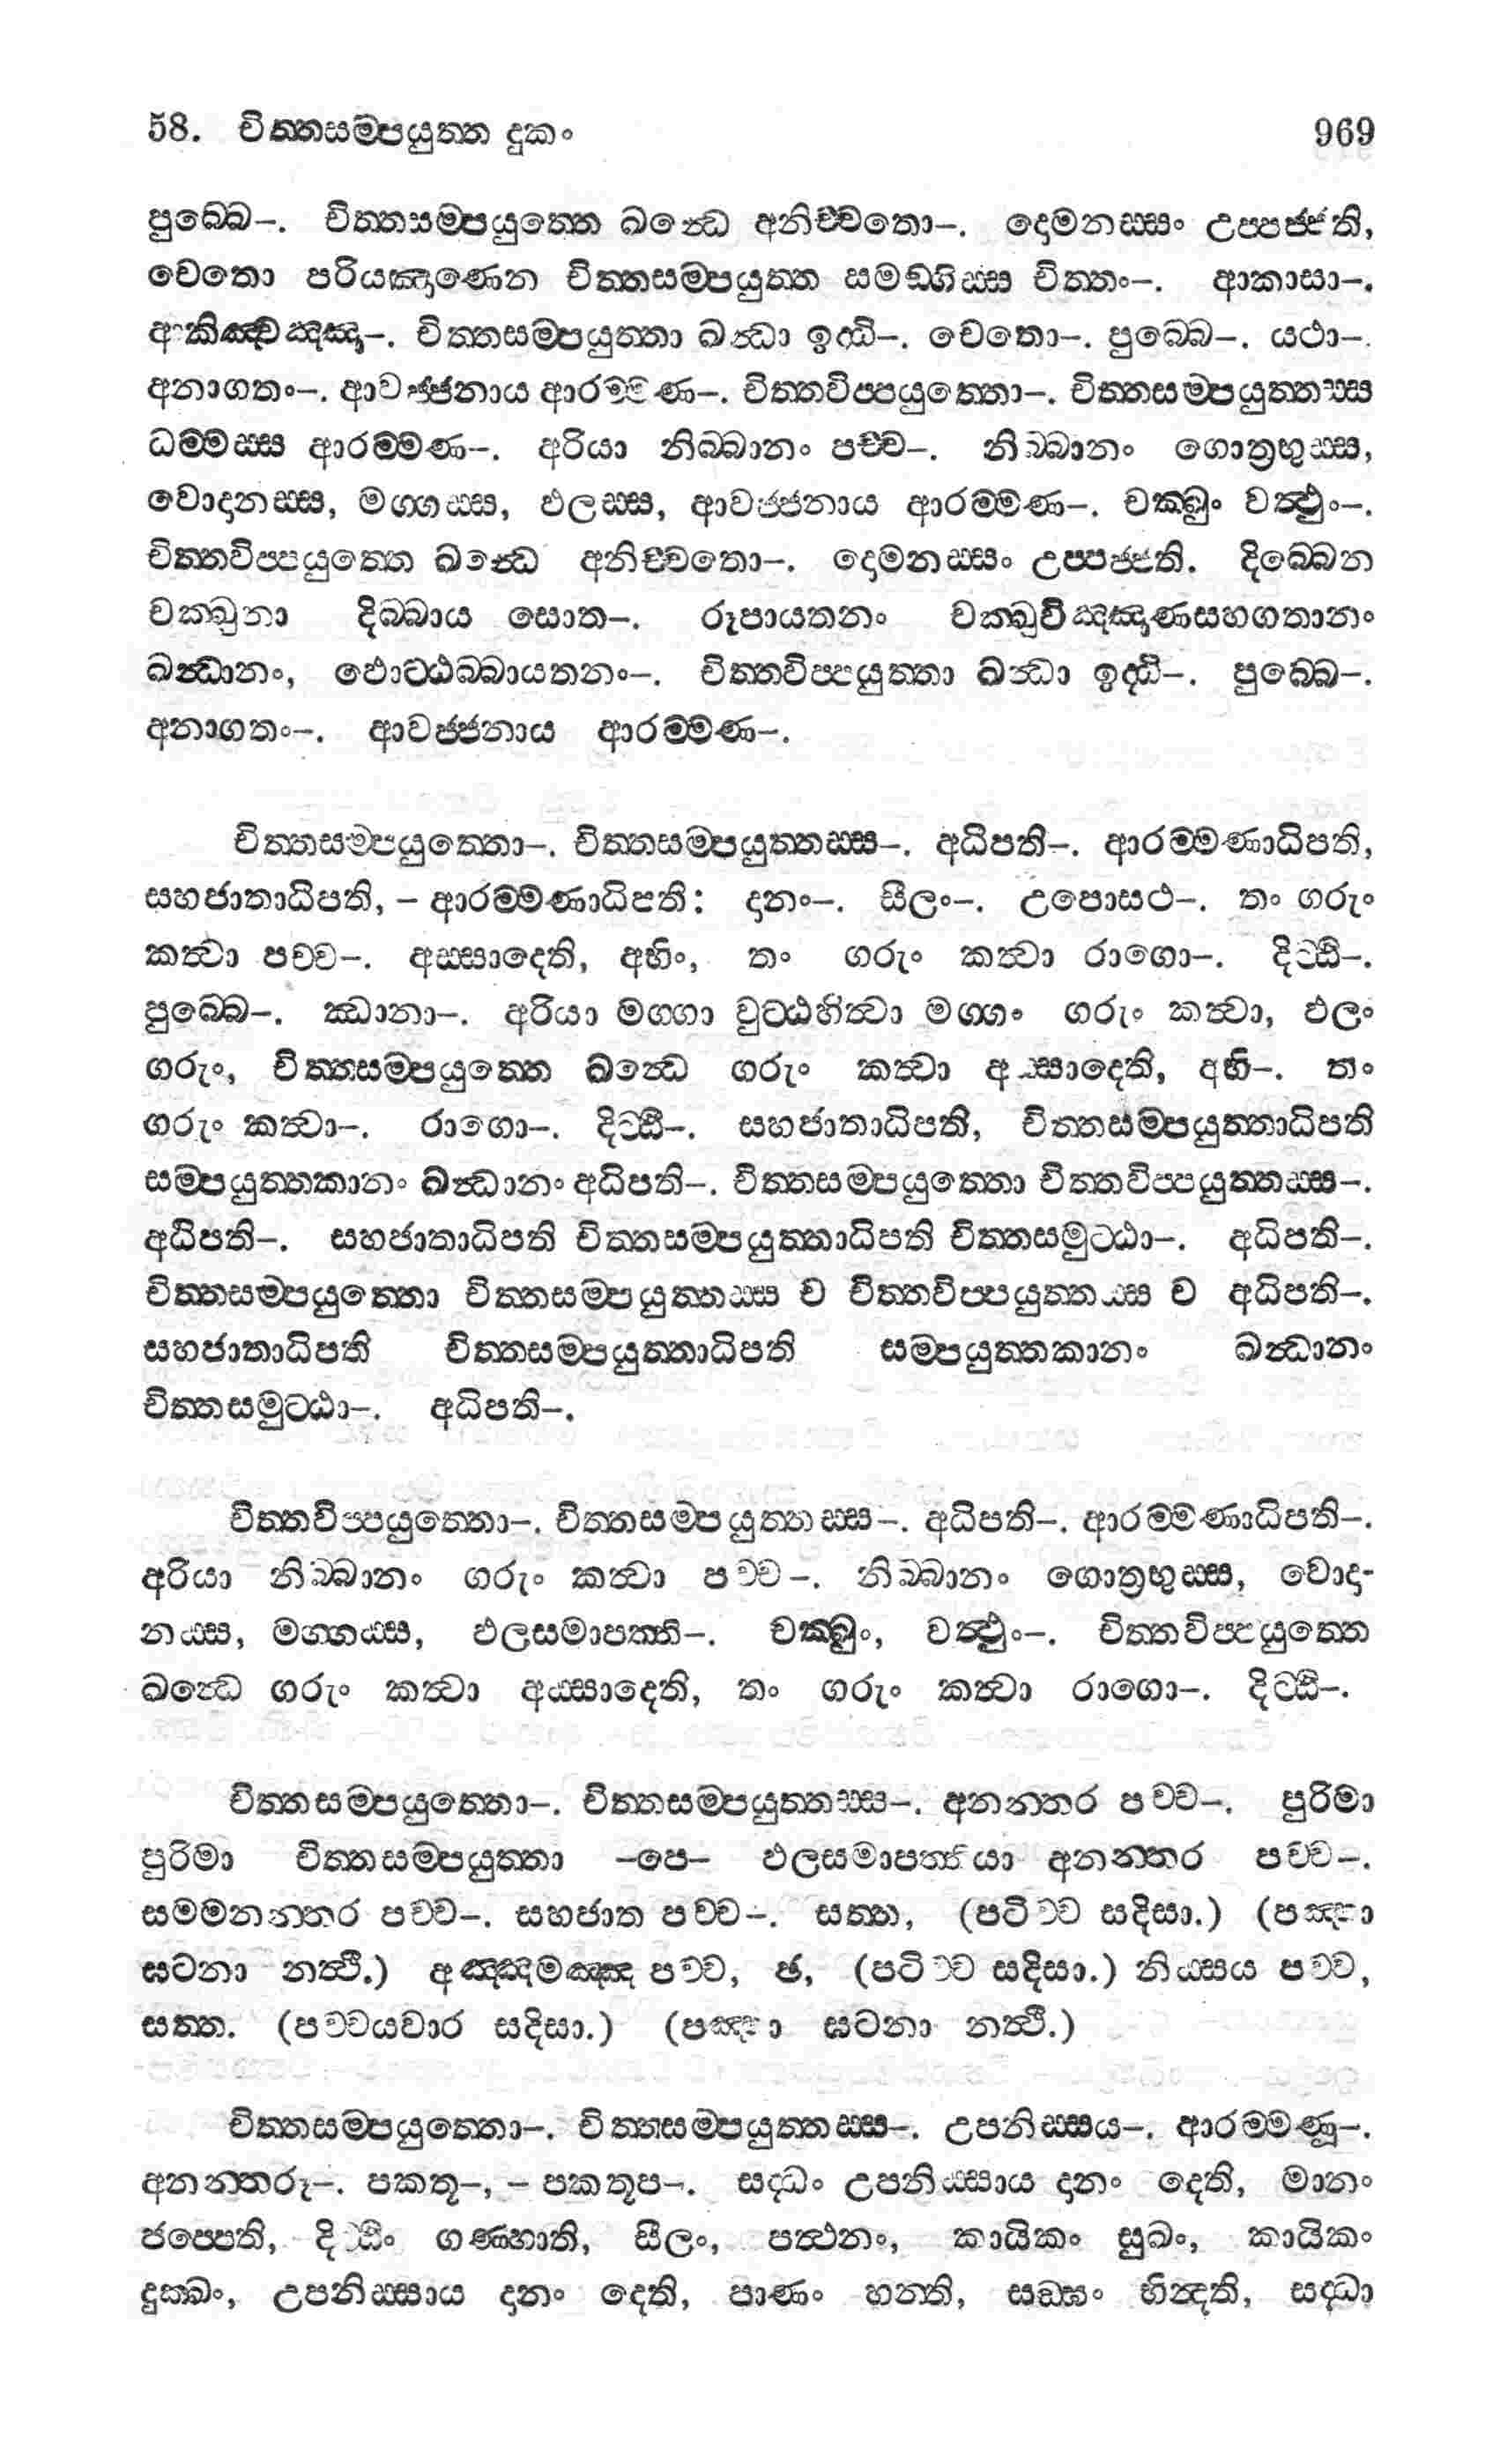 58. චිත්තසම්පයුත්ත දුකං 969
පුබ්බෙ–. චිත්තසම්පයුත්තෙ ඛන්ධෙ අනිච්චතො–. දොමනස්සං උප්පජ්ජති,
චෙතො පරියඤාණෙන චිත්තසම්පයුත්ත සමඞ්ගිස්ස චිත්තං–. ආකාසා–.
ආකිඤ්චඤ්ඤ–. චිත්තසම්පයුත්තා ඛන්ධා ඉද්ධි–. චෙතො–. පුබ්බෙ–. යථා–.
අනාගතං–. ආවජ්ජනාය ආරම්මණ–. චිත්තවිප්පයුත්තො–. චිත්තසම්පයුත්තස්ස
ධම්මස්ස ආරම්මණ–. අරියා නිබ්බානං පච්ච–. නිබ්බානං ගොත්‍රභුස්ස,
වොදානස්ස, මග්ගස්ස, ඵලස්ස, ආවජ්ජනාය ආරම්මණ–. චක්ඛුං වත්ථුං–.
චිත්තවිප්පයුත්තෙ ඛන්ධෙ අනිච්චතො–. දොමනස්සං උප්පජ්ජති. දිබ්බෙන
චක්ඛුනා දිබ්බාය සොත–. රූපායතනං චක්ඛුවිඤ්ඤාණසහගතානං
ඛන්ධානං, ඵොට්ඨබ්බායතනං–. චිත්තවිප්පයුත්තා ඛන්ධා ඉද්ධි–. පුබ්බෙ–.
අනාගතං–. ආවජ්ජනාය ආරම්මණ–.
චිත්තසම්පයුත්තො–. චිත්තසම්පයුත්තස්ස–. අධිපති–. ආරම්මණාධිපති,
සහජාතාධිපති, – ආරම්මණාධිපති: දානං–. සීලං–. උපොසථ–. තං ගරුං
කත්වා පච්ච–. අස්සාදෙති, අභිං, තං ගරුං කත්වා රාගො–. දිට්ඨි–.
පුබ්බෙ–. ඣානා–. අරියා මග්ගා වුට්ඨහිත්වා මග්ගං ගරුං කත්වා, ඵලං
ගරුං, චිත්තසම්පයුත්තෙ ඛන්ධෙ ගරුං කත්වා අස්සාදෙති, අභි–. තං
ගරුං කත්වා–. රාගො–. දිට්ඨි–. සහජාතාධිපති, චිත්තසම්පයුත්තාධිපති
සම්පයුත්තකානං ඛන්ධානං අධිපති–. චිත්තසම්පයුත්තො චිත්තවිප්පයුත්තස්ස–.
අධිපති–. සහජාතාධිපති චිත්තසම්පයුත්තාධිපති චිත්තසමුට්ඨා–. අධිපති–.
චිත්තසම්පයුත්තො චිත්තසම්පයුත්තස්ස ච චිත්තවිප්පයුත්තස්ස ච අධිපති–.
සහජාතාධිපති චිත්තසම්පයුත්තාධිපති සම්පයුත්තකානං ඛන්ධානං
චිත්තසමුට්ඨා–. අධිපති–.
චිත්තවිප්පයුත්තො–. චිත්තසම්පයුත්තස්ස–. අධිපති–. ආරම්මණාධිපති–.
අරියා නිබ්බානං ගරුං කත්වා පච්ච–. නිබ්බානං ගොත්‍රභුස්ස, වොදා-
නස්ස, මග්ගස්ස, ඵලසමාපත්ති–. චක්ඛුං, වත්ථුං–. චිත්තවිප්පයුත්තෙ
ඛන්ධෙ ගරුං කත්වා අස්සාදෙති, තං ගරුං කත්වා රාගො–. දිට්ඨි–.
චිත්තසම්පයුත්තො–. චිත්තසම්පයුත්තස්ස–. අනන්තර පච්ච–. පුරිමා
පුරිමා චිත්තසම්පයුත්තා –පෙ– ඵලසමාපත්තියා අනන්තර පච්ච–.
සමමනන්තර පච්ච–. සහජාත පච්ච–. සත්ත, (පටිච්ච සදිසා.) (පඤ්හා
ඝටනා නත්ථි.) අඤ්ඤමඤ්ඤ පච්ච, ඡ, (පටිච්ච සදිසා.) නිස්සය පච්ච,
සත්ත. (පච්චයවාර සදිසා.) (පඤ්හා ඝටනා නත්ථි.)
චිත්තසම්පයුත්තො–. චිත්තසම්පයුත්තස්ස–. උපනිස්සය–. ආරම්මණූ–.
අනන්තරූ–. පකතූ–, – පකතූප–. සද්ධං උපනිස්සාය දානං දෙති, මානං
ජප්පෙති, දිට්ඨිං ගණ්හාති, සීලං, පත්ථනං, කායිකං සුඛං, කායිකං
දුක්ඛං, උපනිස්සාය දානං දෙති, පාණං හන්ති, සඞ්ඝං භින්දති, සද්ධා